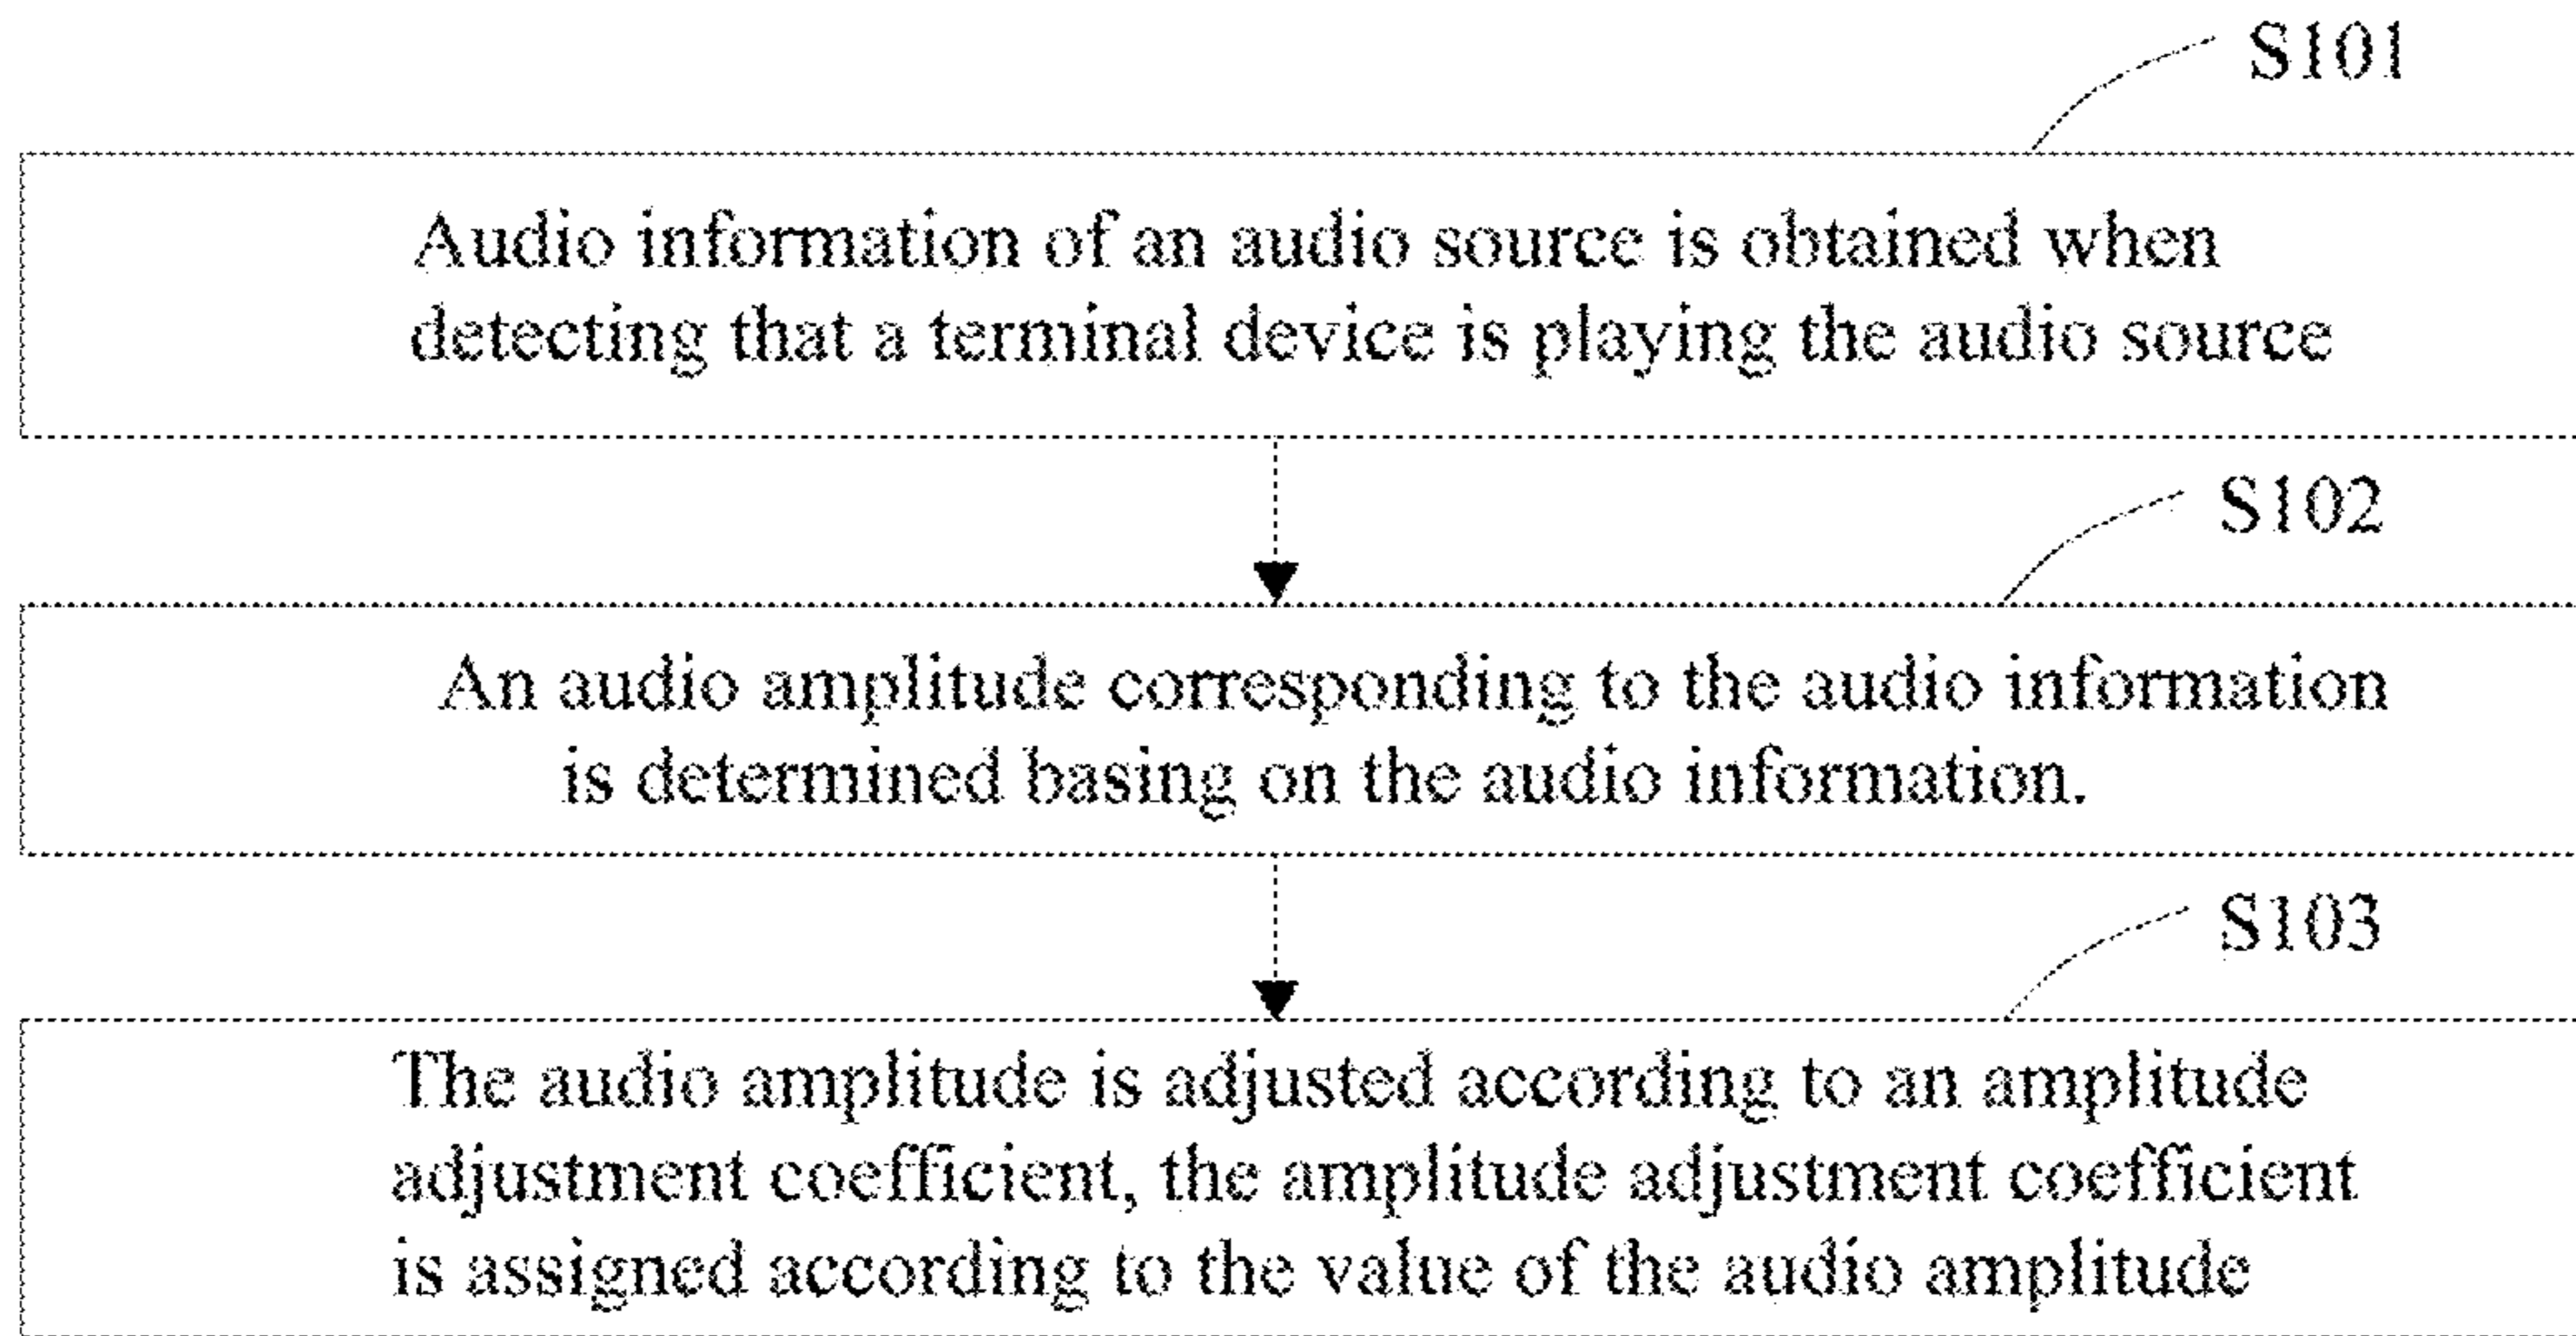 S101
Audio information of an audio source is obtained when
detecting that a terminal device is playing the audio source
S102
An audio amplitude corresponding to the audio information
is determined basing on the audio information.
S103
The audio amplitude is adjusted according to an amplitude
adjustment coefficient, the amplitude adjustment coefficient
is assigned according to the value of the audio amplitude